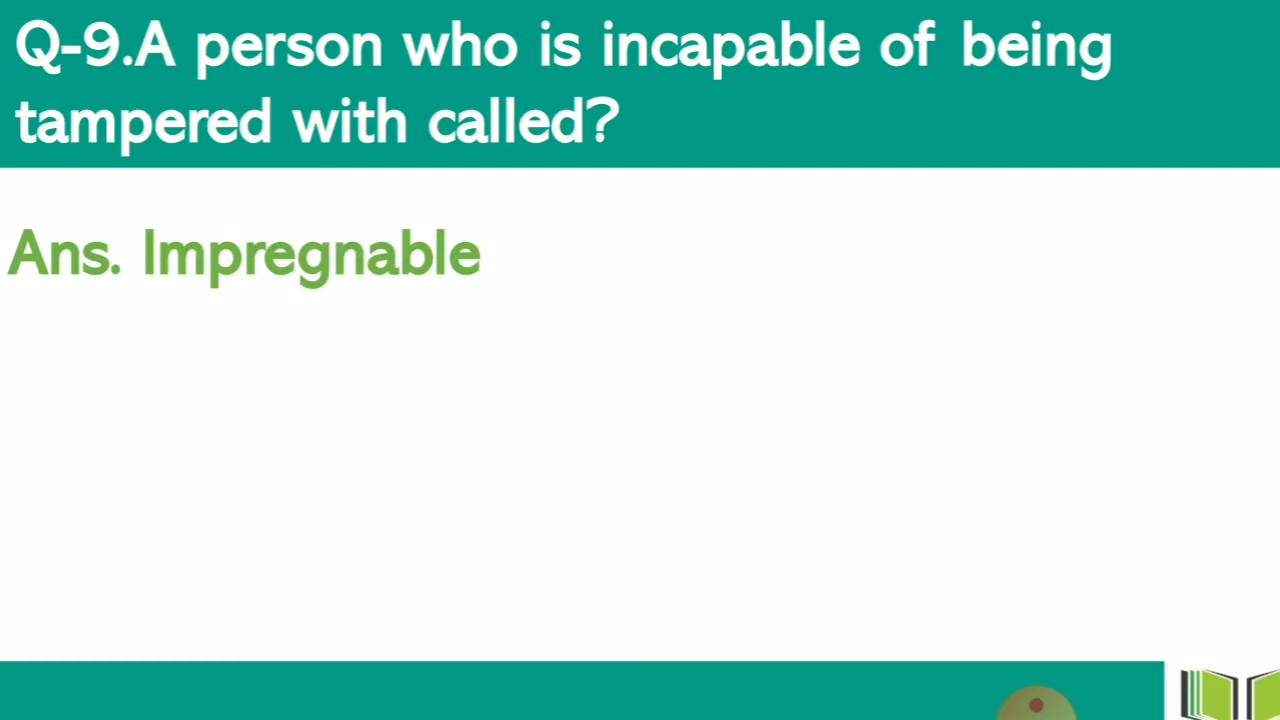 Q-9.A person who is incapable of being
tampered with called?
Ans. Impregnable